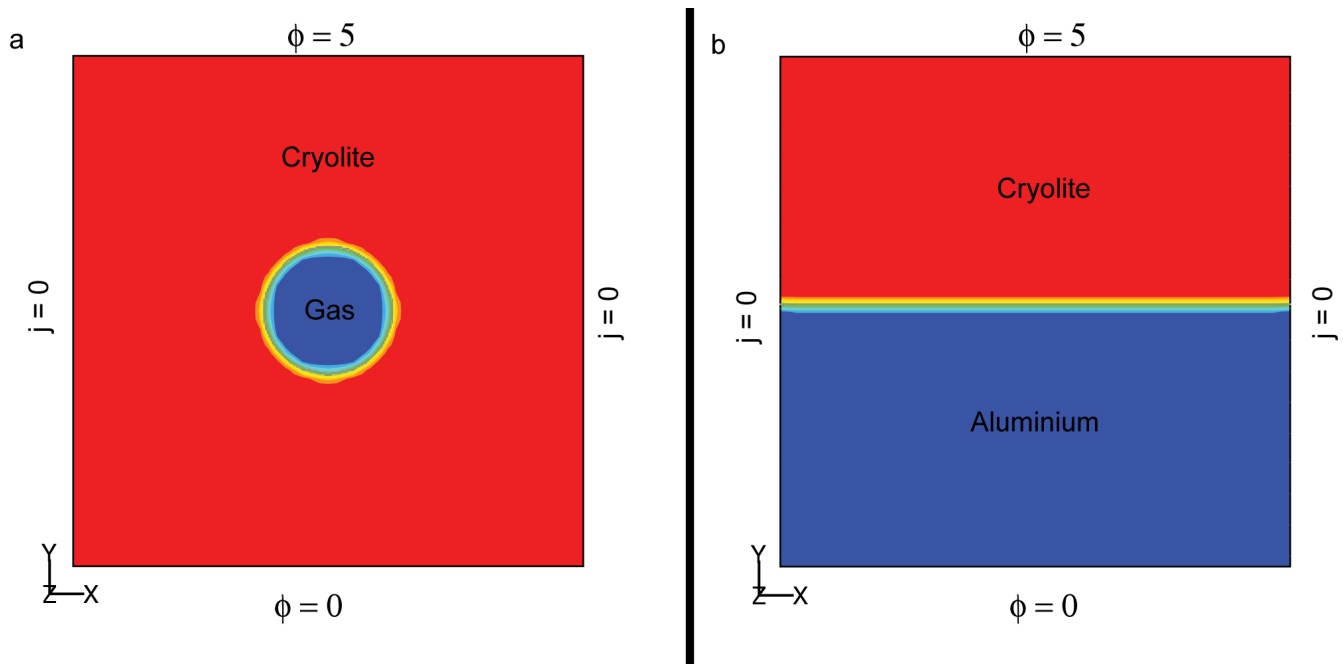 a
ϕ = 5
Cryolite
Gas
j = 0
j = 0
Y
Z X
ϕ = 0
b
ϕ = 5
Cryolite
j = 0
j = 0
Aluminium
Y
Z X
ϕ = 0